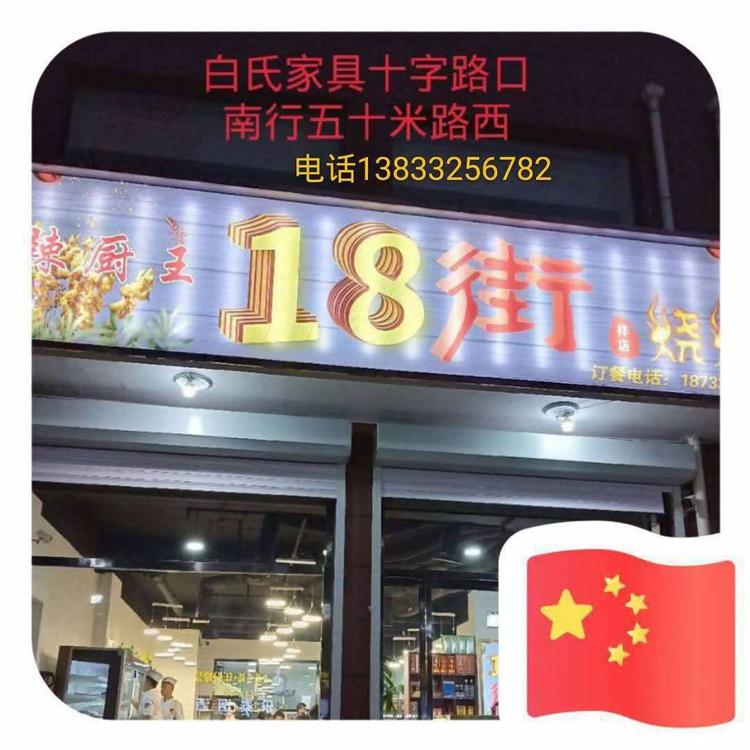 白氏家具十字路口
南行五十米路西
电话13833256782
辣厨王
18街
祥店
烧
订餐电话：1873